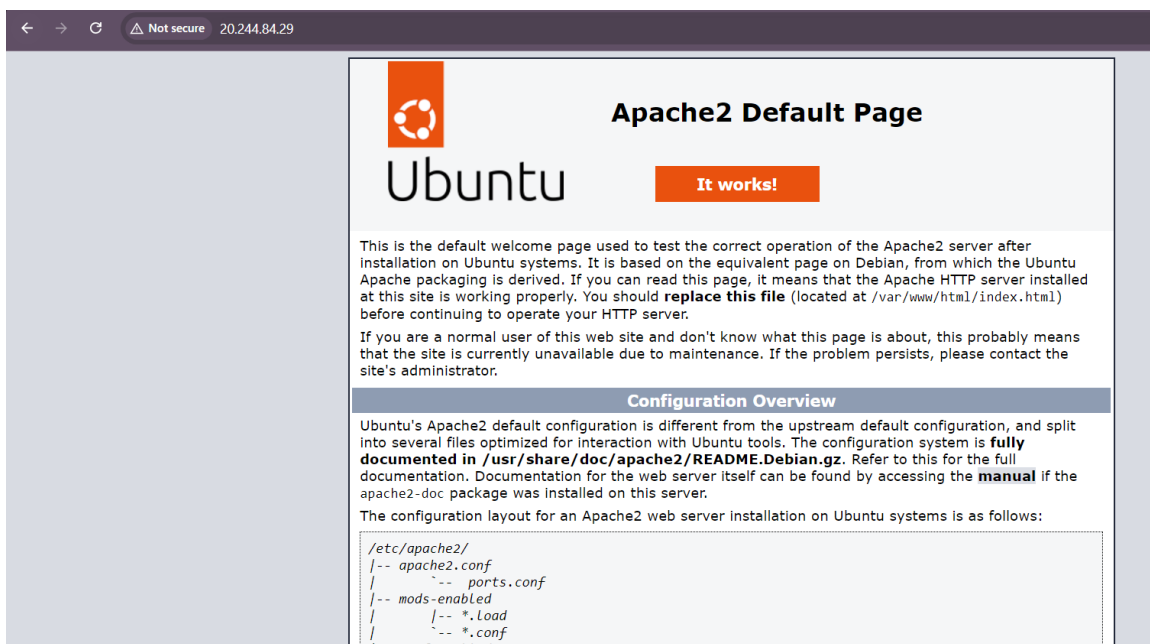 Not secure 20.244.84.29
Apache2 Default Page
Ubuntu
It works!
This is the default welcome page used to test the correct operation of the Apache2 server after
installation on Ubuntu systems. It is based on the equivalent page on Debian, from which the Ubuntu
Apache packaging is derived. If you can read this page, it means that the Apache HTTP server installed
at this site is working properly. You should replace this file (located at /var/www/html/index.html)
before continuing to operate your HTTP server.
If you are a normal user of this web site and don't know what this page is about, this probably means
that the site is currently unavailable due to maintenance. If the problem persists, please contact the
site's administrator.
Configuration Overview
Ubuntu's Apache2 default configuration is different from the upstream default configuration, and split
into several files optimized for interaction with Ubuntu tools. The configuration system is fully
documented in /usr/share/doc/apache2/README.Debian.gz. Refer to this for the full
documentation. Documentation for the web server itself can be found by accessing the manual if the
apache2-doc package was installed on this server.
The configuration layout for an Apache2 web server installation on Ubuntu systems is as follows:
/etc/apache2/
|-- apache2.conf
|       `--  ports.conf
|-- mods-enabled
|       |-- *.load
|       `-- *.conf